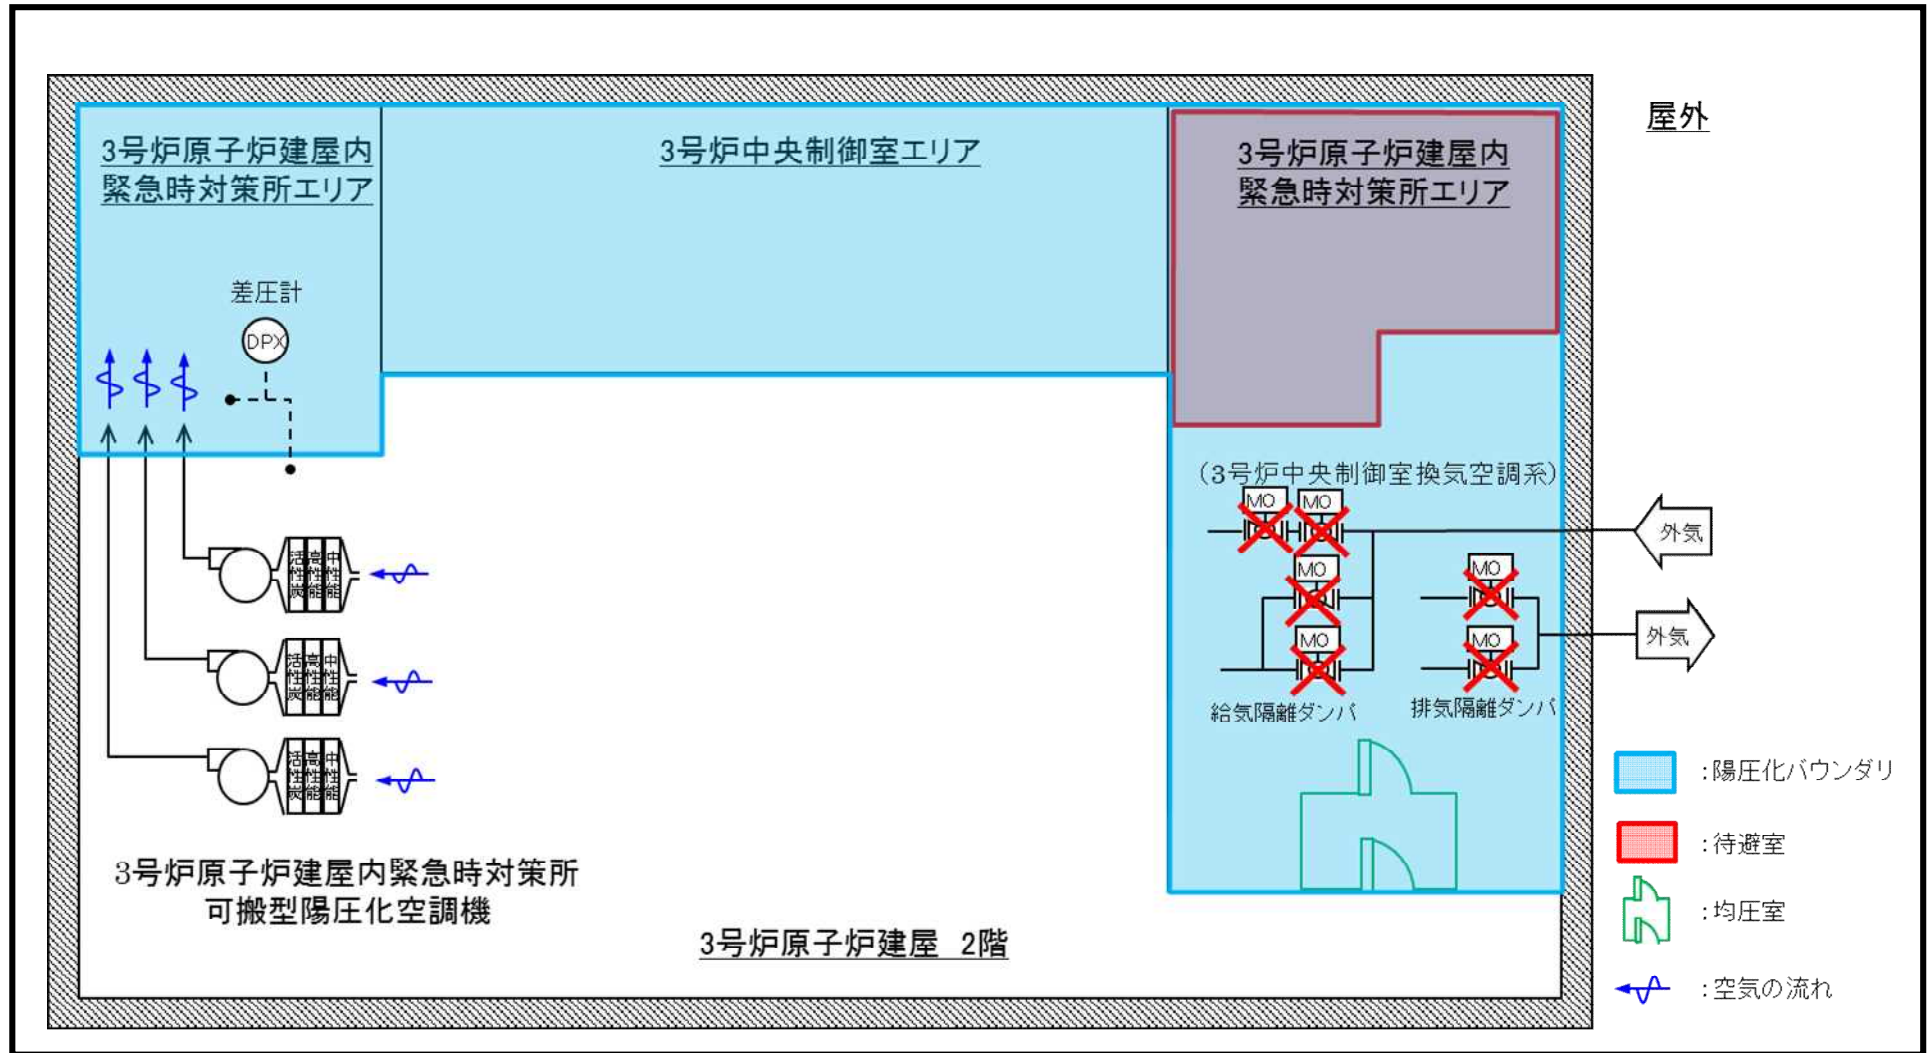 屋外
3号炉原子炉建屋内
緊急時対策所エリア
3号炉中央制御室エリア
3号炉原子炉建屋内
緊急時対策所エリア
差圧計
DPX
(3号炉中央制御室換気空調系)
MO
MO
MO
MO
MO
MO
外気
外気
給気隔離ダンパ
排気隔離ダンパ
活性炭
高性能
中性能
活性炭
高性能
中性能
活性炭
高性能
中性能
3号炉原子炉建屋内緊急時対策所
可搬型陽圧化空調機
3号炉原子炉建屋 2階
:陽圧化バウンダリ
:待避室
:均圧室
:空気の流れ